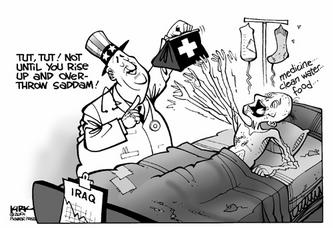 TUT, TUT! NOT
UNTIL YOU RISE
UP AND OVER-
THROW SADDAM!
medicine...
clean water...
food...
IRAQ
KIRK